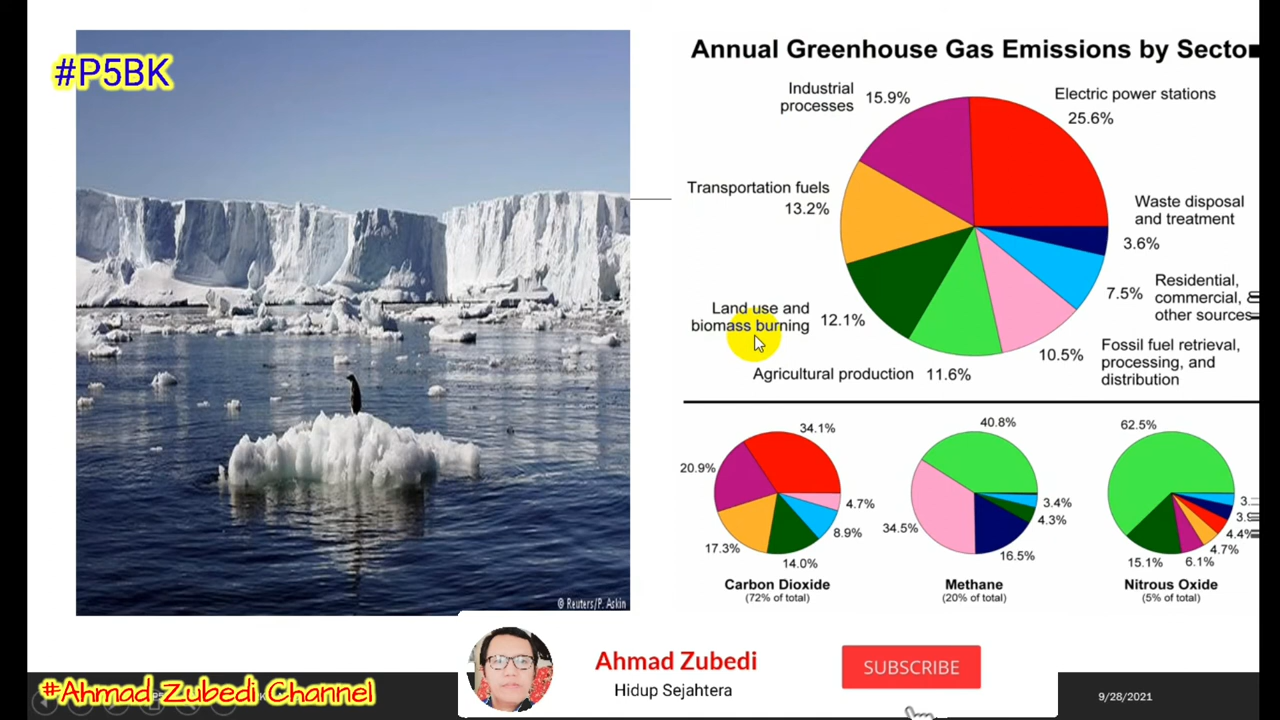 #P5BK
Annual Greenhouse Gas Emissions by Secto
Industrial
processes
15.9%
Electric power stations
25.6%
Transportation fuels
13.2%
Waste disposal
and treatment
3.6%
Residential,
commercial,
other sources
7.5%
Land use and
biomass burning
12.1%
Fossil fuel retrieval,
processing, and
distribution
10.5%
Agricultural production
11.6%
34.1%
20.9%
4.7%
8.9%
17.3%
14.0%
Carbon Dioxide
(72% of total)
40.8%
3.4%
4.3%
34.5%
16.5%
Methane
(20% of total)
62.5%
4.4%
4.7%
15.1%
6.1%
Nitrous Oxide
(5% of total)
© Reuters/P. Askin
Ahmad Zubedi
Hidup Sejahtera
SUBSCRIBE
#Ahmad Zubedi Channel
9/28/2021